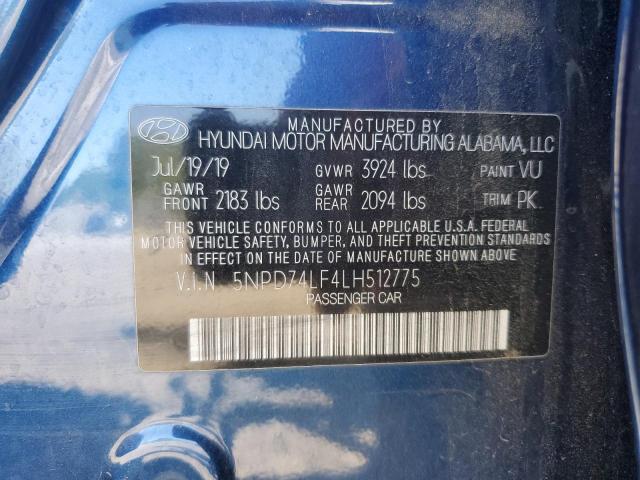 MANUFACTURED BY
HYUNDAI MOTOR MANUFACTURING ALABAMA, LLC
Jul/19/19 GVWR 3924 lbs PAINT VU
GAWR FRONT 2183 lbs GAWR REAR 2094 lbs TRIM PK
THIS VEHICLE CONFORMS TO ALL APPLICABLE U.S.A. FEDERAL
MOTOR VEHICLE SAFETY, BUMPER, AND THEFT PREVENTION STANDARDS
IN EFFECT ON THE DATE OF MANUFACTURE SHOWN ABOVE.
V.I.N 5NPD74LF4LH512775
PASSENGER CAR